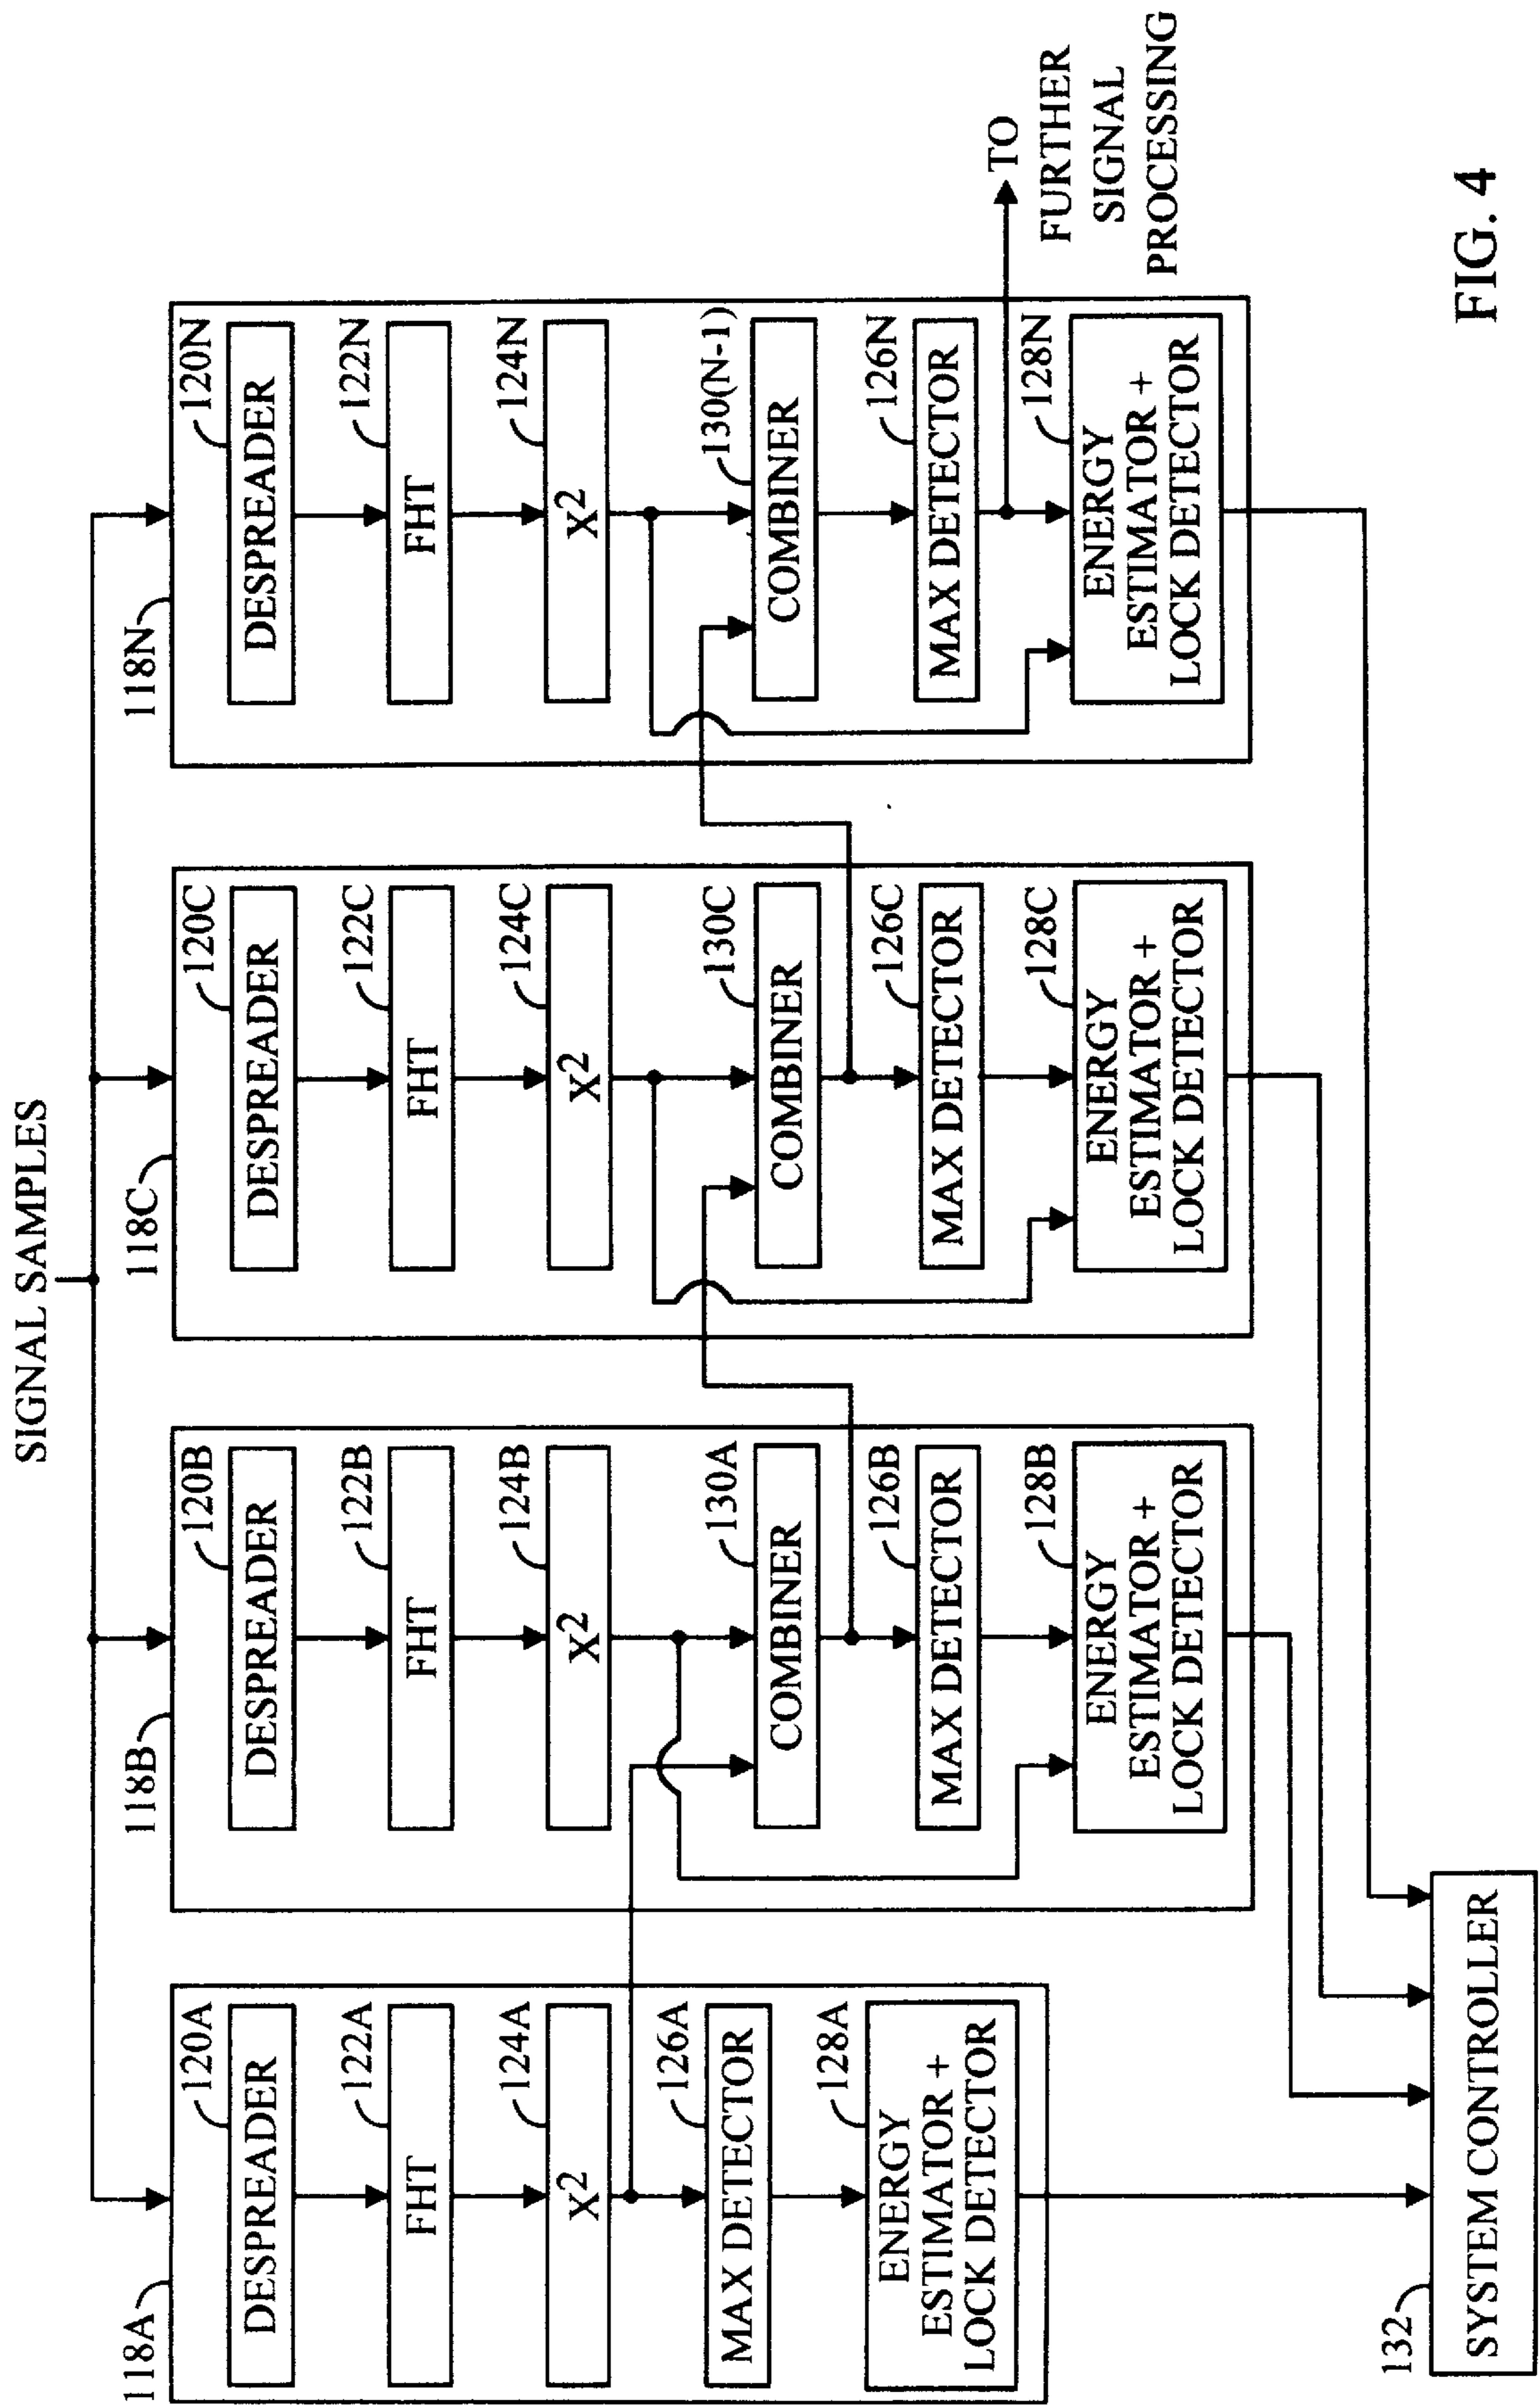 SIGNAL SAMPLES
118A
120A
DESPREADER
122A
FHT
124A
X2
126A
MAX DETECTOR
128A
ENERGY
ESTIMATOR +
LOCK DETECTOR
118B
120B
DESPREADER
122B
FHT
124B
X2
130A
COMBINER
126B
MAX DETECTOR
128B
ENERGY
ESTIMATOR +
LOCK DETECTOR
118C
120C
DESPREADER
122C
FHT
124C
X2
130C
COMBINER
126C
MAX DETECTOR
128C
ENERGY
ESTIMATOR +
LOCK DETECTOR
118N
120N
DESPREADER
122N
FHT
124N
X2
130(N-1)
COMBINER
126N
MAX DETECTOR
128N
ENERGY
ESTIMATOR +
LOCK DETECTOR
TO
FURTHER
SIGNAL
PROCESSING
132
SYSTEM CONTROLLER
FIG. 4